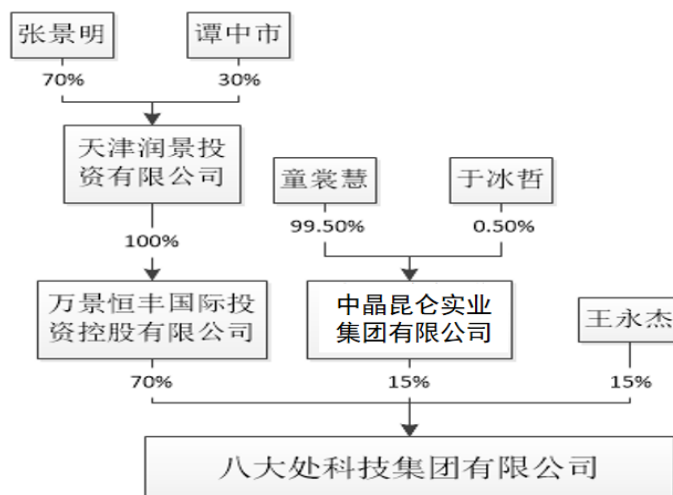 张景明
谭中市
70%
30%
天津润景投
资有限公司
童裳慧
于冰哲
99.50%
0.50%
100%
万景恒丰国际投
资控股有限公司
中晶昆仑实业
集团有限公司
王永杰
70%
15%
15%
八大处科技集团有限公司